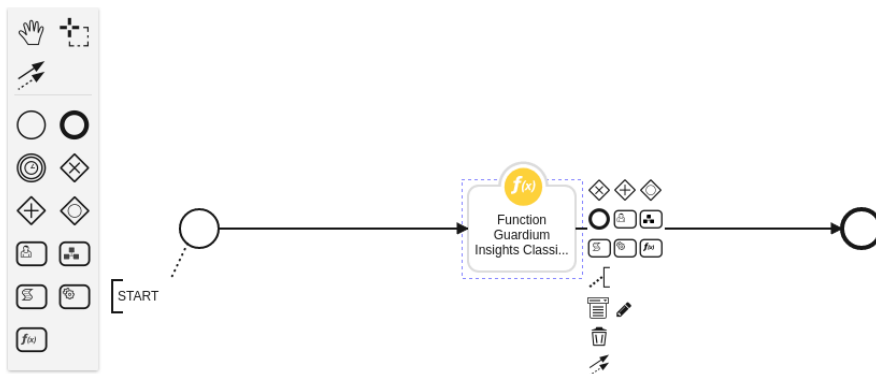 f(x)
Function
Guardium
Insights Classi...
START
f(x)
f(x)